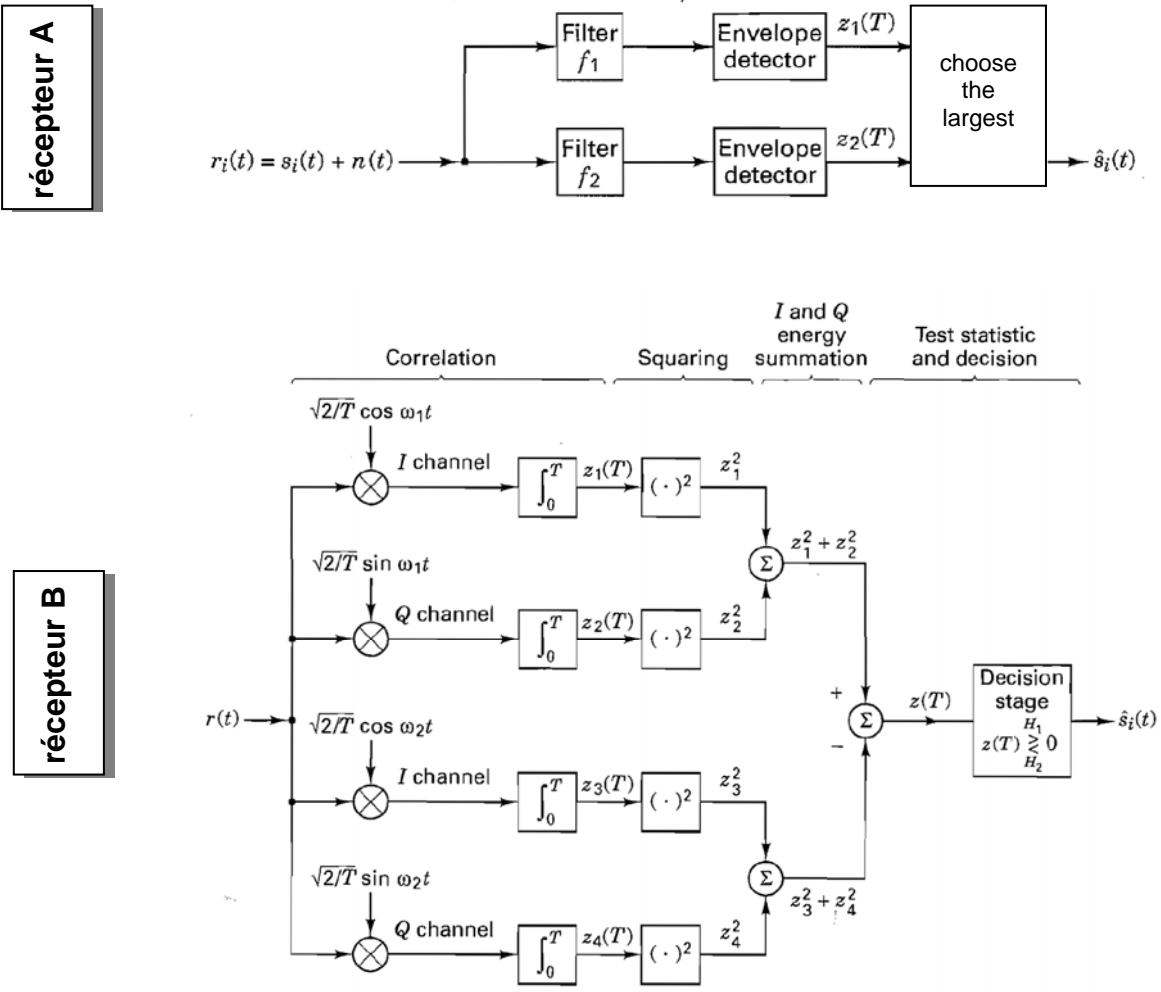 récepteur A
Filter
f₁
Envelope
detector
z₁(T)
choose
the
largest
rᵢ(t) = sᵢ(t) + n(t)
Filter
f₂
Envelope
detector
z₂(T)
ŝᵢ(t)
récepteur B
Correlation
Squaring
I and Q
energy
summation
Test statistic
and decision
√2/T cos ω₁t
I channel
∫₀ᵀ
z₁(T)
(·)²
z₁²
√2/T sin ω₁t
Q channel
∫₀ᵀ
z₂(T)
(·)²
z₂²
Σ
z₁² + z₂²
r(t)
+
−
Σ
z(T)
Decision
stage
H₁
z(T) ≷ 0
H₂
ŝᵢ(t)
√2/T cos ω₂t
I channel
∫₀ᵀ
z₃(T)
(·)²
z₃²
√2/T sin ω₂t
Q channel
∫₀ᵀ
z₄(T)
(·)²
z₄²
Σ
z₃² + z₄²